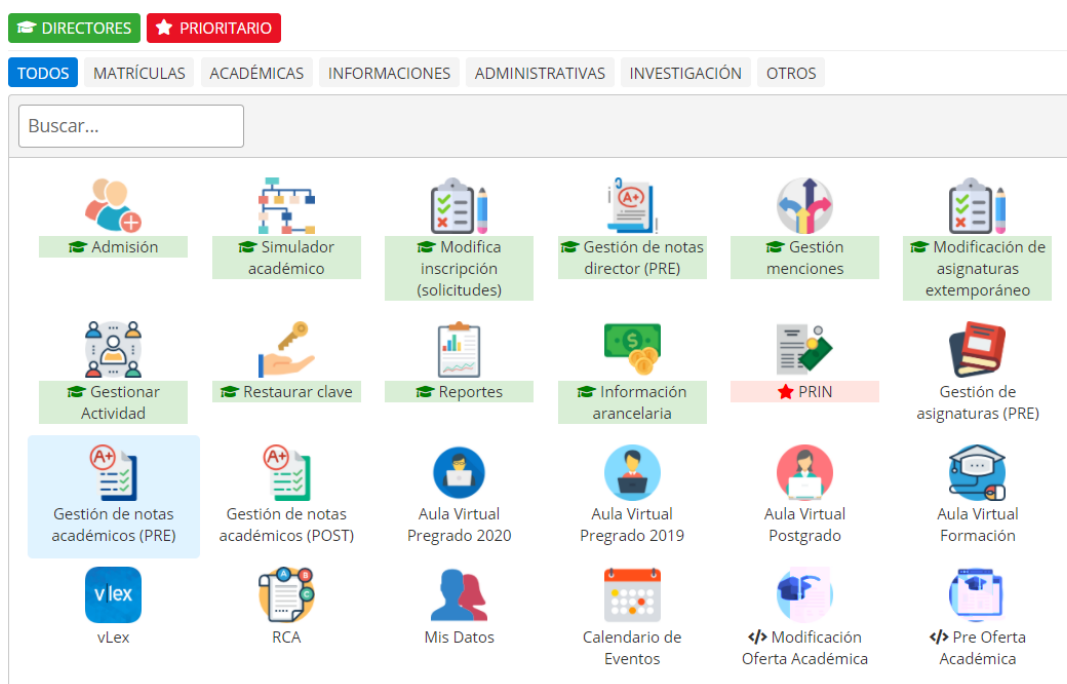 DIRECTORES PRIORITARIO
TODOS MATRÍCULAS ACADÉMICAS INFORMACIONES ADMINISTRATIVAS INVESTIGACIÓN OTROS
Buscar...
Admisión
Simulador
académico
Modifica
inscripción
(solicitudes)
A+
Gestión de notas
director (PRE)
Gestión
menciones
Modificación de
asignaturas
extemporáneo
Gestionar
Actividad
Restaurar clave
Reportes
$
Información
arancelaria
PRIN
Gestión de
asignaturas (PRE)
A+
Gestión de notas
académicos (PRE)
A+
Gestión de notas
académicos (POST)
Aula Virtual
Pregrado 2020
Aula Virtual
Pregrado 2019
Aula Virtual
Postgrado
Aula Virtual
Formación
vlex
vLex
A B C
RCA
Mis Datos
Calendario de
Eventos
</> Modificación
Oferta Académica
</> Pre Oferta
Académica